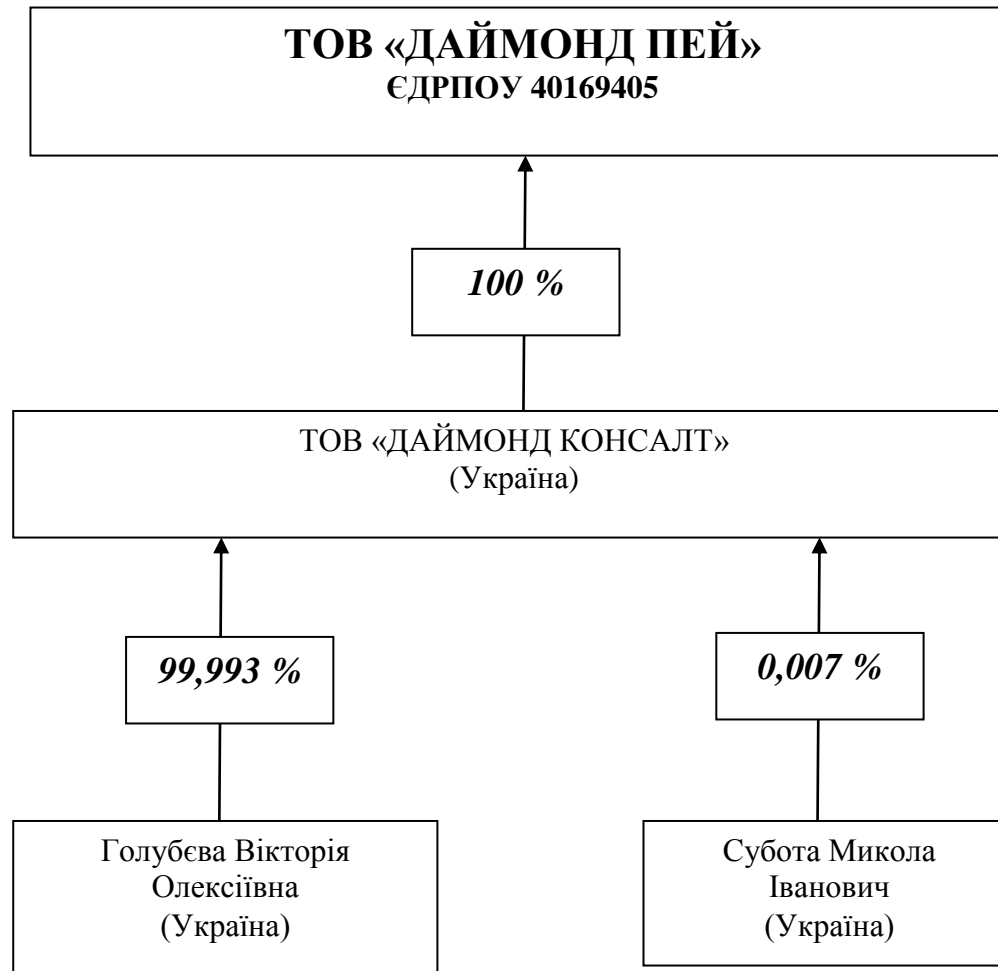 ТОВ «ДАЙМОНД ПЕЙ»
ЄДРПОУ 40169405
100 %
ТОВ «ДАЙМОНД КОНСАЛТ»
(Україна)
99,993 %
0,007 %
Голубєва Вікторія
Олексіївна
(Україна)
Субота Микола
Іванович
(Україна)